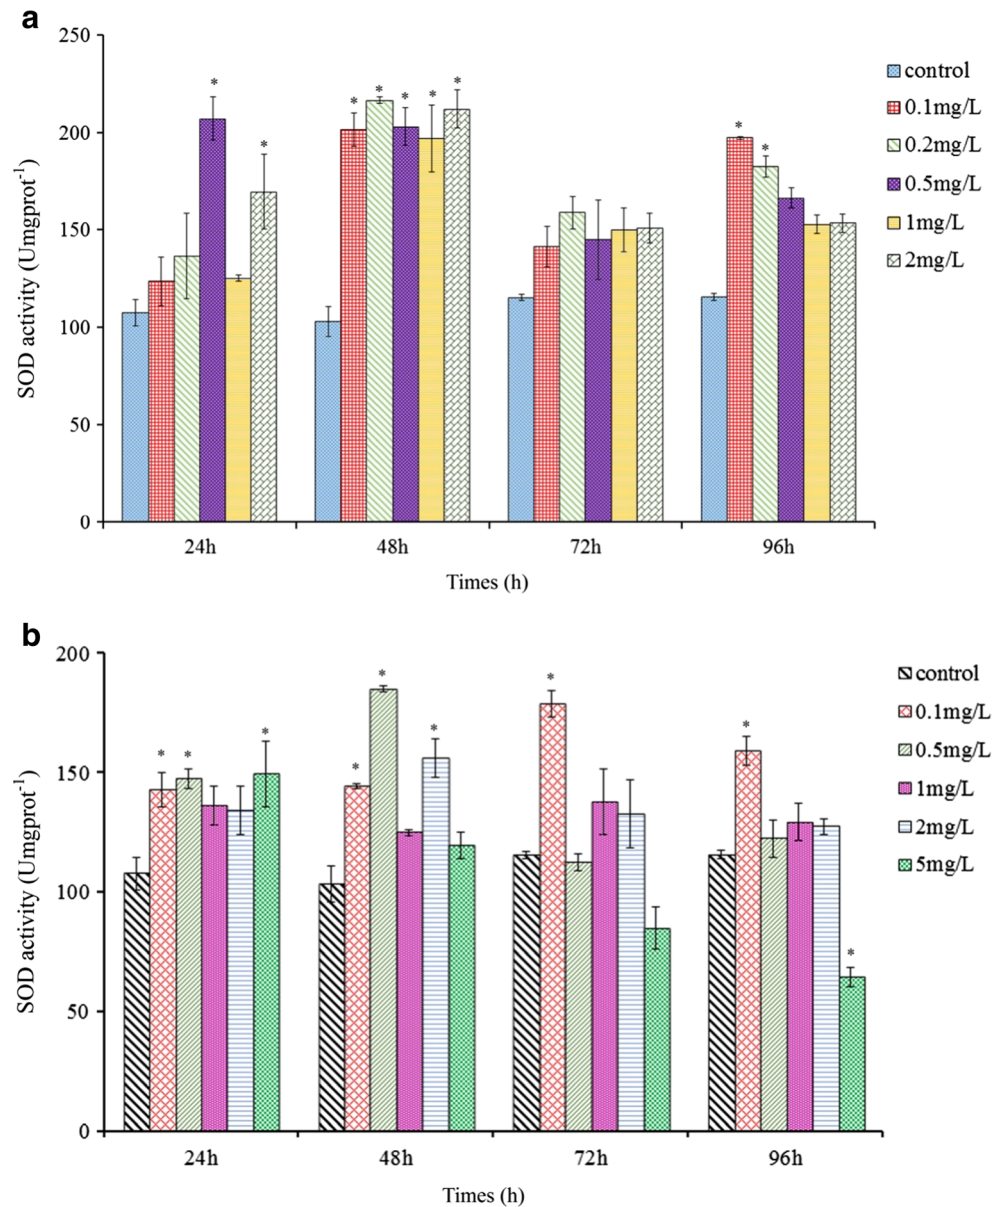 a
250
200
150
100
50
0
SOD activity (Umgprot-1)
* * * * * * * * *
24h 48h 72h 96h
Times (h)
control
0.1mg/L
0.2mg/L
0.5mg/L
1mg/L
2mg/L
b
200
150
100
50
0
SOD activity (Umgprot-1)
* * * * * * * * *
24h 48h 72h 96h
Times (h)
control
0.1mg/L
0.5mg/L
1mg/L
2mg/L
5mg/L